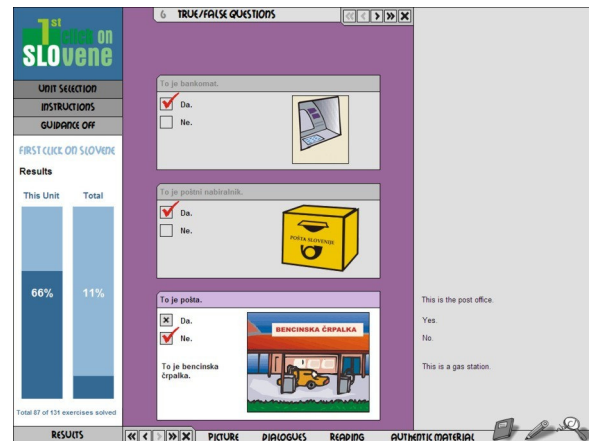 1st click on
SLOvene
UNIT SELECTION
INSTRUCTIONS
GUIDANCE OFF
FIRST CLICK ON SLOVENE
Results
This Unit Total
66% 11%
Total 87 of 131 exercises solved
RESULTS
6 TRUE/FALSE QUESTIONS
To je bankomat.
Da.
Ne.
To je poštni nabiralnik.
Da.
Ne.
POŠTA SLOVENIJE
To je pošta.
Da.
Ne.
To je bencinska
črpalka.
BENCINSKA ČRPALKA
This is the post office.
Yes.
No.
This is a gas station.
PICTURE DIALOGUES READING AUTHENTIC MATERIAL